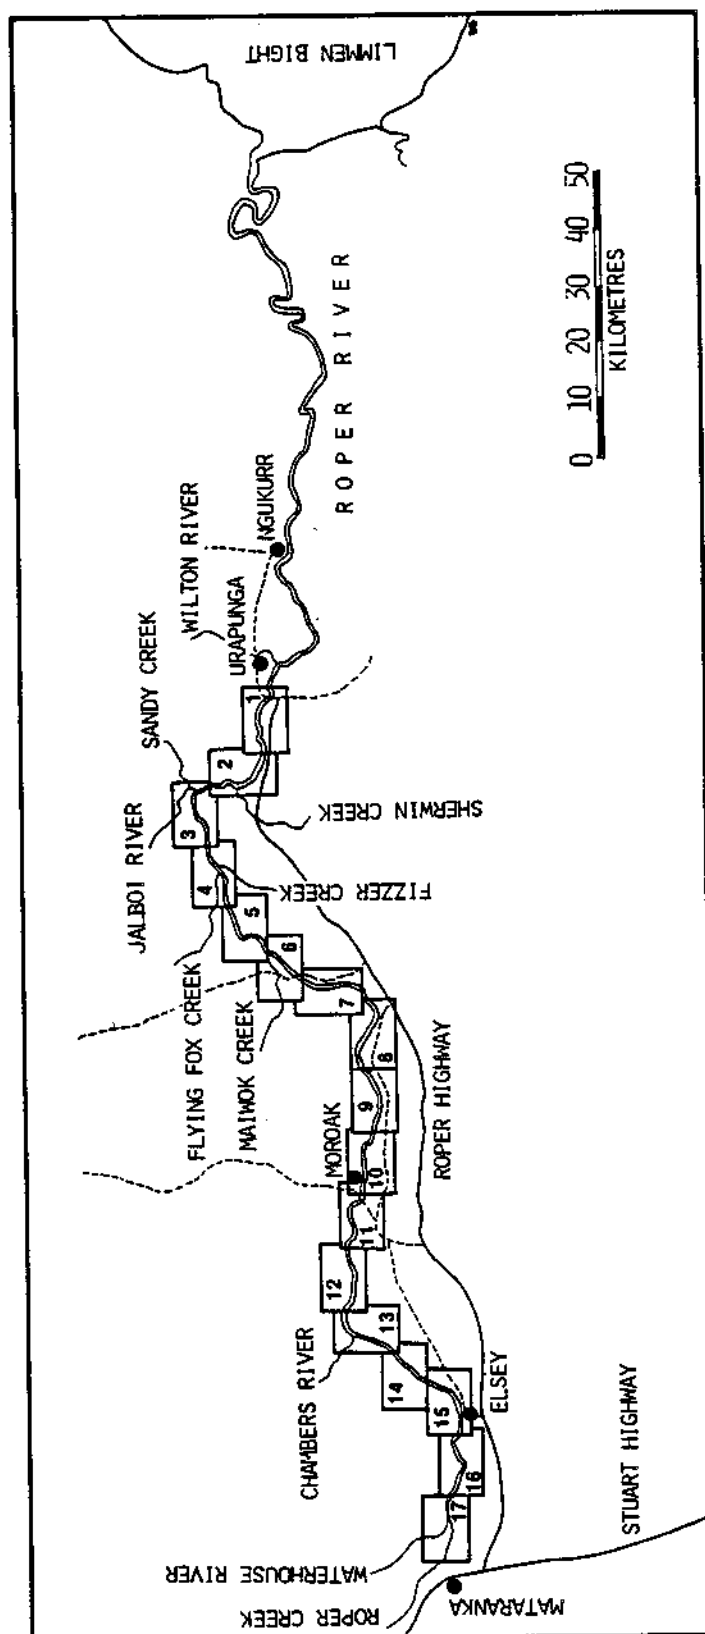 LIMMEN BIGHT
ROPER RIVER
0 10 20 30 40 50
KILOMETRES
NGUKURR
WILTON RIVER
URAPUNGA
SANDY CREEK
SHERWIN CREEK
JALBOI RIVER
FIZZER CREEK
FLYING FOX CREEK
MAIWOK CREEK
ROPER HIGHWAY
MOROAK
CHAMBERS RIVER
ELSEY
STUART HIGHWAY
WATERHOUSE RIVER
ROPER CREEK
MATARANKA
1
2
3
4
5
6
7
8
9
10
11
12
13
14
15
16
17